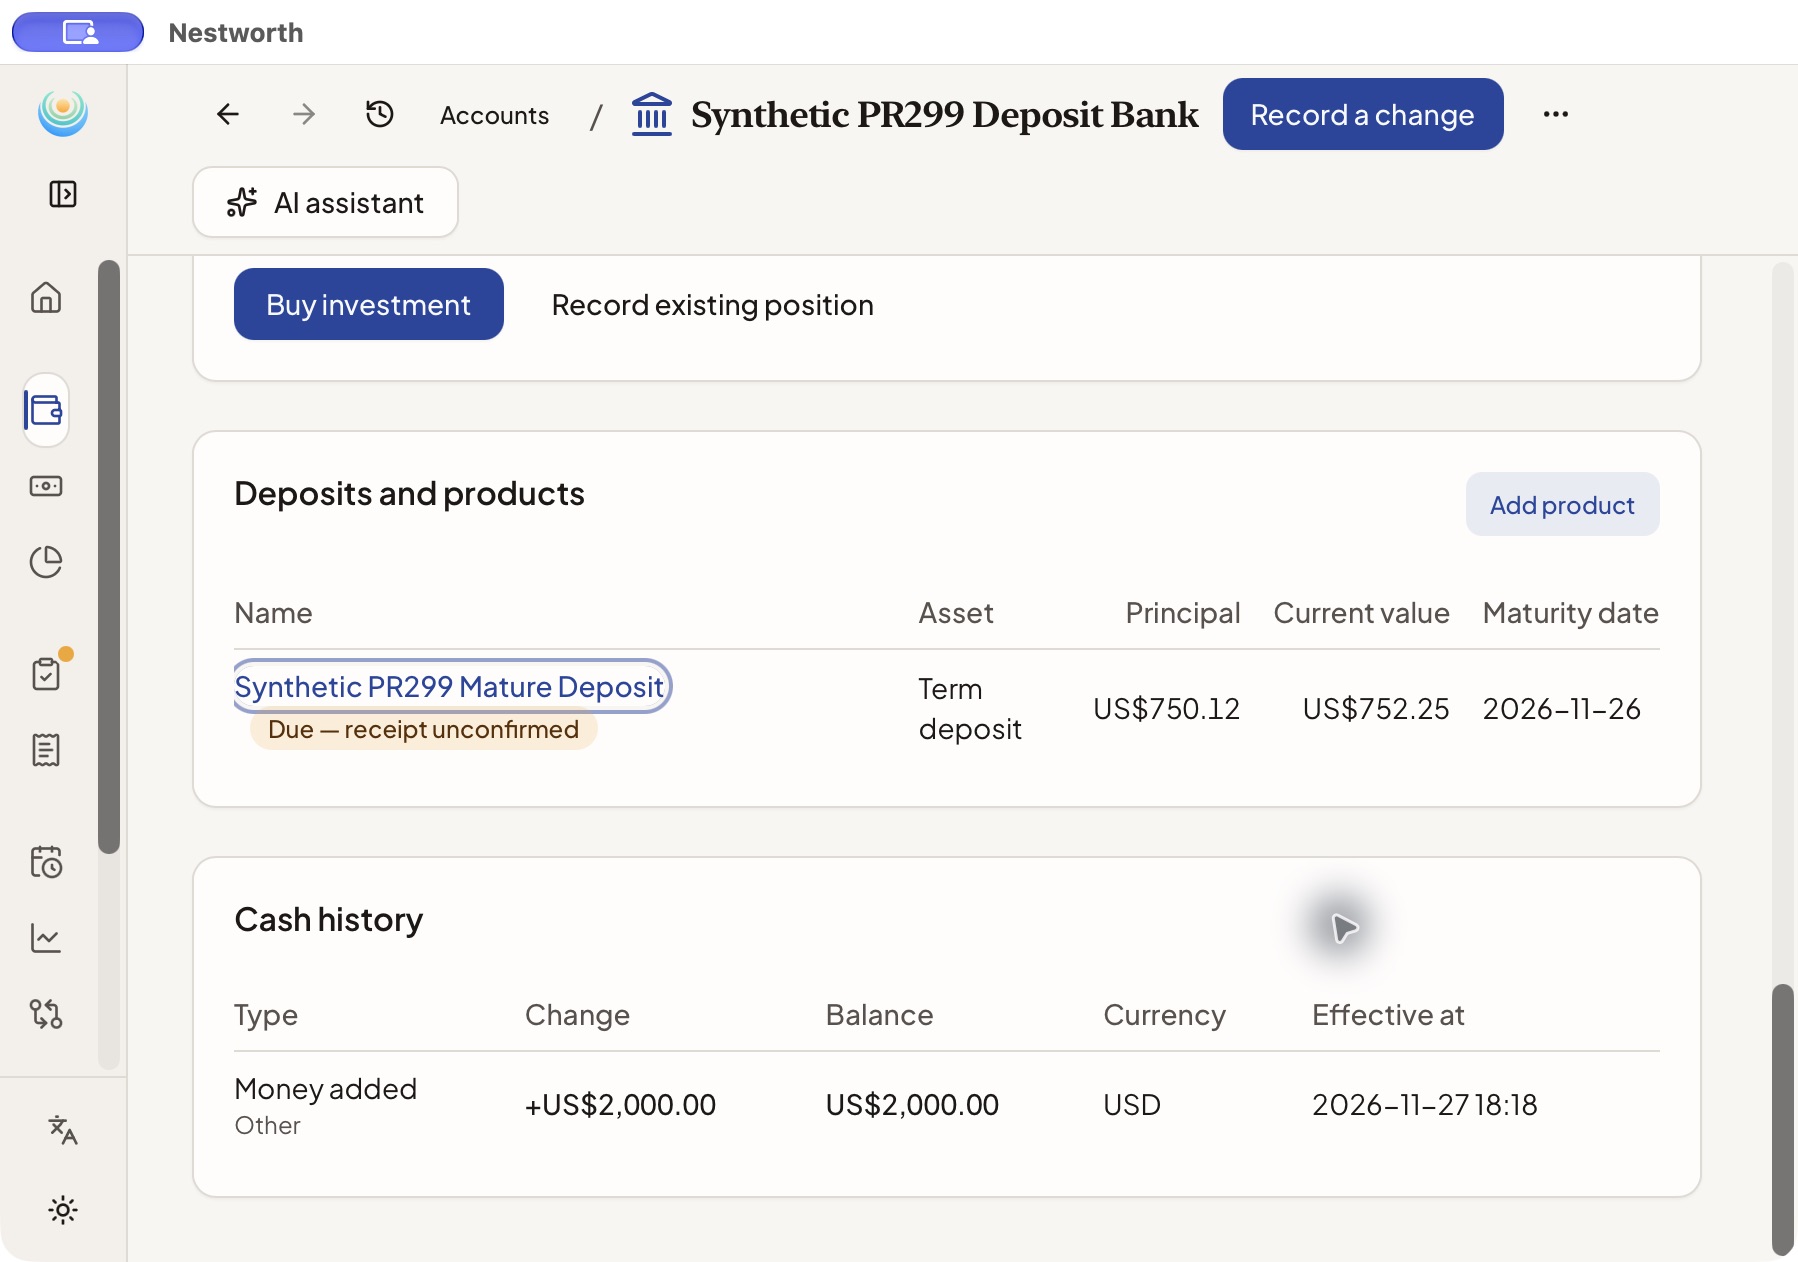 Nestworth
Accounts / Synthetic PR299 Deposit Bank
Record a change
AI assistant
Buy investment
Record existing position
Deposits and products
Add product
Name Asset Principal Current value Maturity date
Synthetic PR299 Mature Deposit
Due — receipt unconfirmed
Term
deposit
US$750.12 US$752.25 2026-11-26
Cash history
Type Change Balance Currency Effective at
Money added
Other
+US$2,000.00 US$2,000.00 USD 2026-11-27 18:18